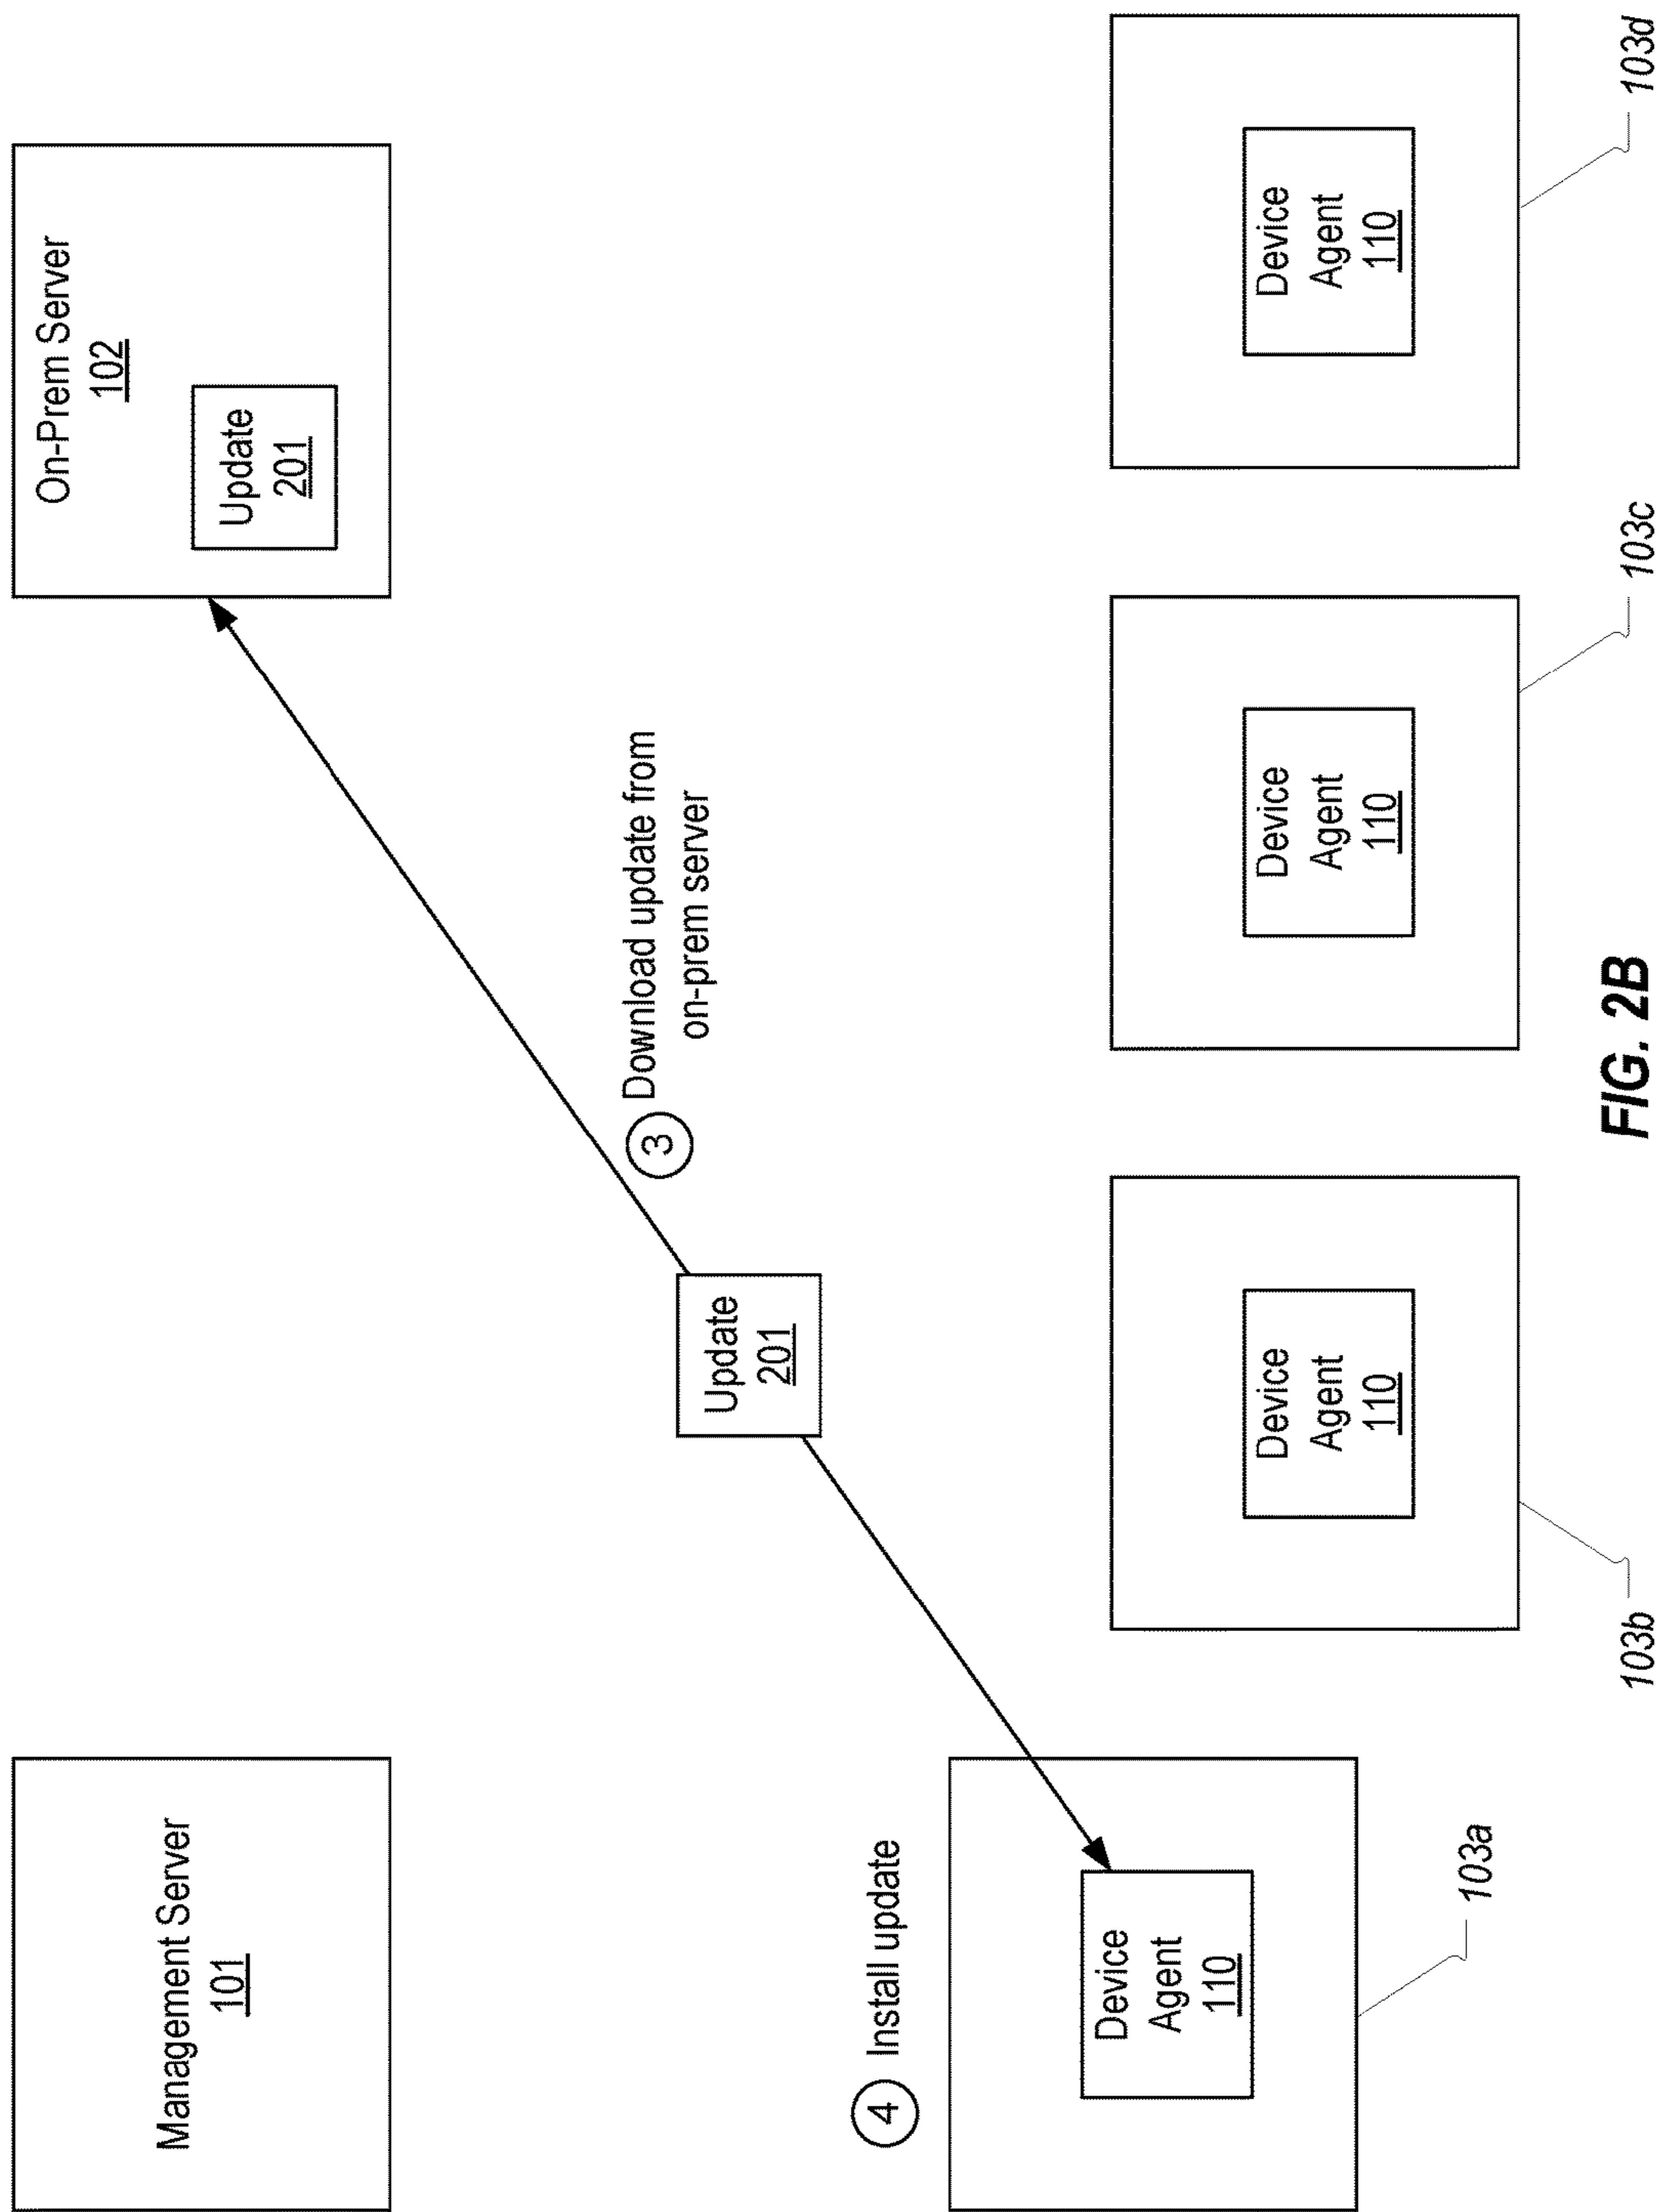 Management Server
101
On-Prem Server
102
Update
201
3
Download update from
on-prem server
Update
201
4
Install update
Device
Agent
110
103a
Device
Agent
110
103b
Device
Agent
110
103c
Device
Agent
110
103d
FIG. 2B